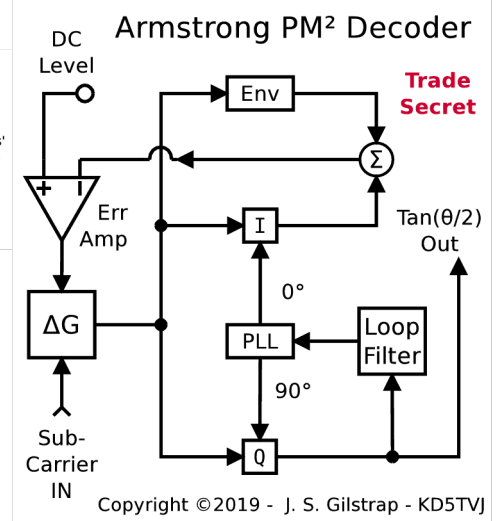 Armstrong PM² Decoder
DC
Level
Env
Trade
Secret
Σ
+
Err
Amp
I
Tan(θ/2)
Out
0°
ΔG
PLL
Loop
Filter
90°
Sub-
Carrier
IN
Q
Copyright ©2019 - J. S. Gilstrap - KD5TVJ